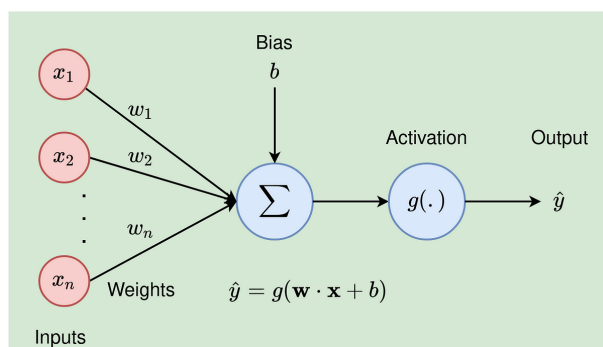 Bias
b
x₁
w₁
Activation
Output
x₂
w₂
∑
g(.)
ŷ
.
.
.
wₙ
xₙ
Weights
ŷ = g(𝐰 · 𝐱 + b)
Inputs